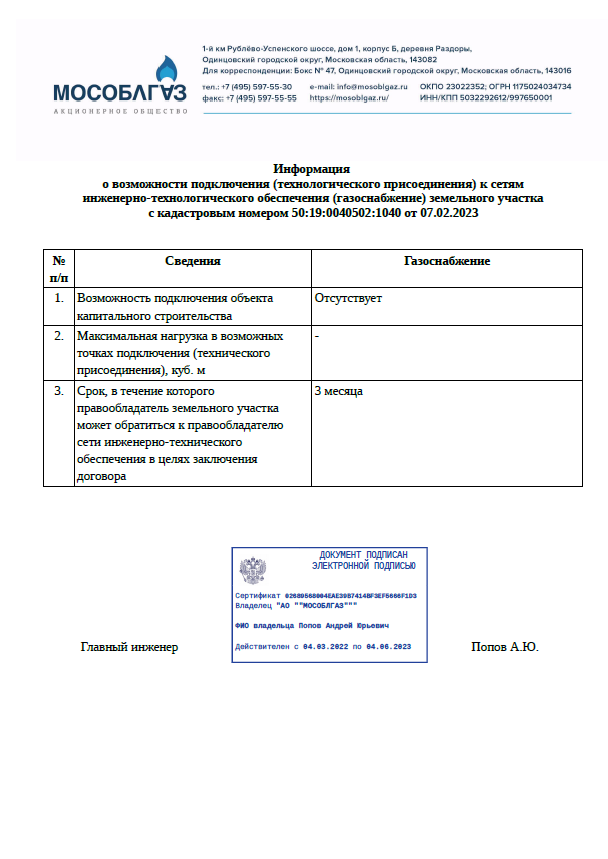 1-й км Рублёво-Успенского шоссе, дом 1, корпус Б, деревня Раздоры,
Одинцовский городской округ, Московская область, 143082
Для корреспонденции: Бокс № 47, Одинцовский городской округ, Московская область, 143016
тел.: +7 (495) 597-55-30 e-mail: info@mosoblgaz.ru ОКПО 23022352; ОГРН 1175024034734
факс: +7 (495) 597-55-55 https://mosoblgaz.ru/ ИНН/КПП 5032292612/997650001
МОСОБЛГАЗ
АКЦИОНЕРНОЕ ОБЩЕСТВО
Информация
о возможности подключения (технологического присоединения) к сетям
инженерно-технологического обеспечения (газоснабжение) земельного участка
с кадастровым номером 50:19:0040502:1040 от 07.02.2023
№ п/п Сведения Газоснабжение
1. Возможность подключения объекта Отсутствует
капитального строительства
2. Максимальная нагрузка в возможных -
точках подключения (технического
присоединения), куб. м
3. Срок, в течение которого 3 месяца
правообладатель земельного участка
может обратиться к правообладателю
сети инженерно-технического
обеспечения в целях заключения
договора
ДОКУМЕНТ ПОДПИСАН
ЭЛЕКТРОННОЙ ПОДПИСЬЮ
Сертификат
Владелец "АО ""МОСОБЛГАЗ"""
ФИО владельца Попов Андрей Юрьевич
Действителен с 04.03.2022 по 04.06.2023
Главный инженер Попов А.Ю.